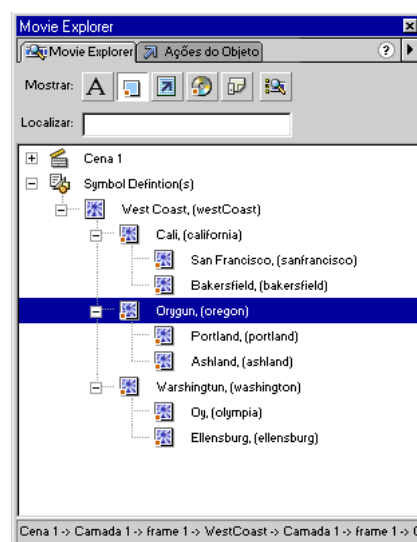 Movie Explorer
Movie Explorer Ações do Objeto ?
Mostrar: A
Localizar:
Cena 1
Symbol Defintion(s)
West Coast, (westCoast)
Cali, (california)
San Francisco, (sanfrancisco)
Bakersfield, (bakersfield)
Orygun, (oregon)
Portland, (portland)
Ashland, (ashland)
Warshingtun, (washington)
Oy, (olympia)
Ellensburg, (ellensburg)
Cena 1 -> Camada 1 -> frame 1 -> WestCoast -> Camada 1 -> frame 1 ->